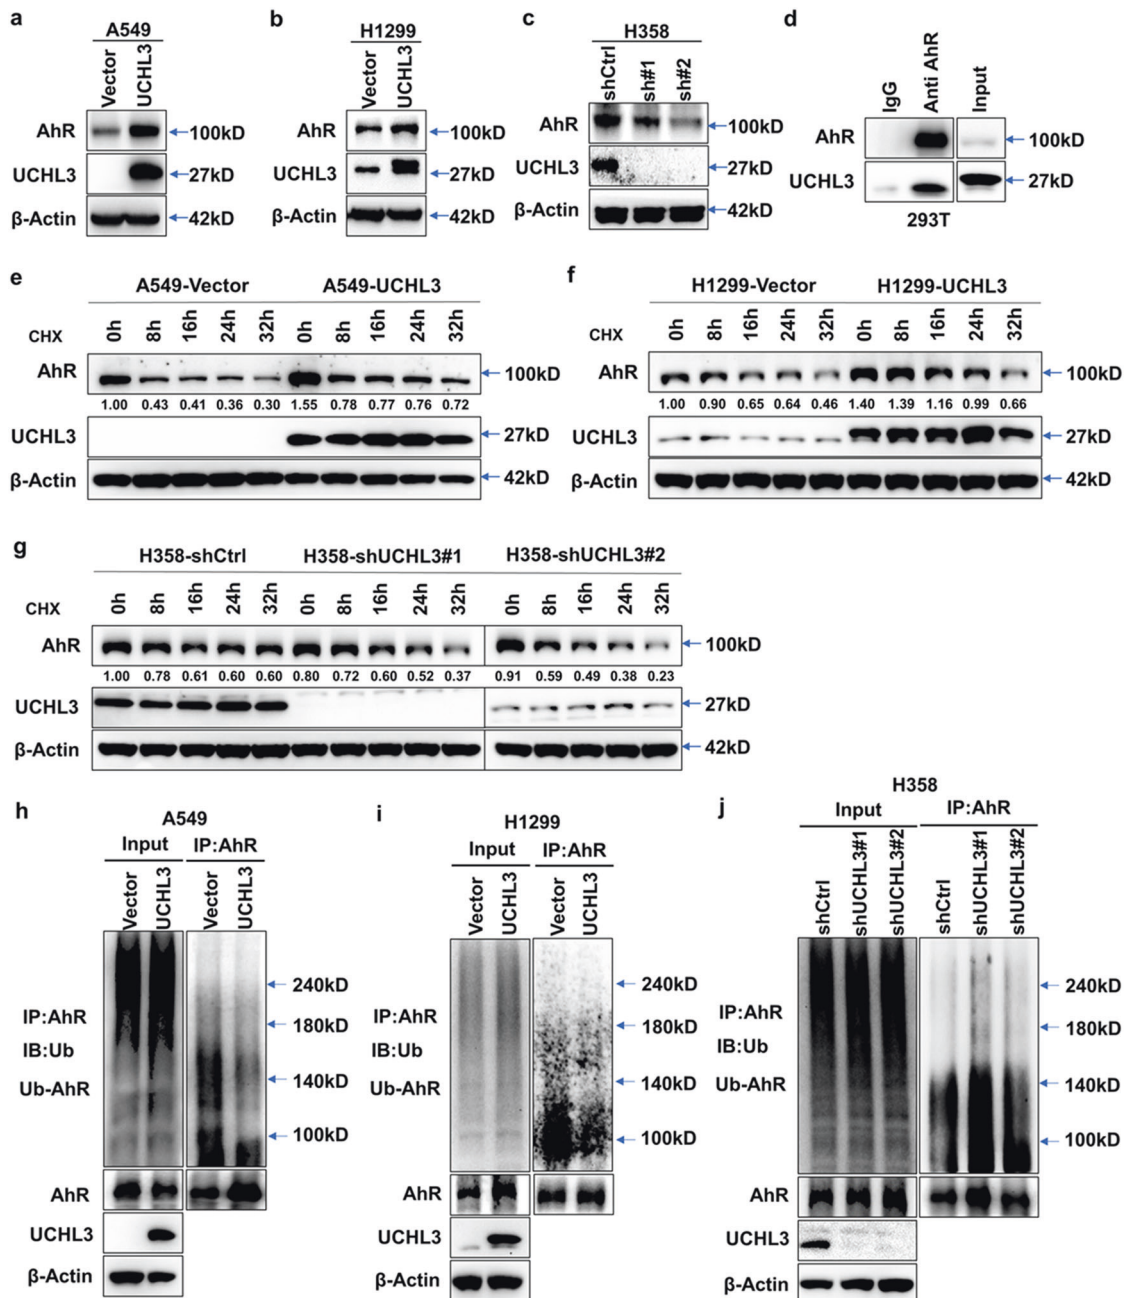 a
A549
Vector
UCHL3
AhR
100kD
UCHL3
27kD
β-Actin
42kD
b
H1299
Vector
UCHL3
AhR
100kD
UCHL3
27kD
β-Actin
42kD
c
H358
shCtrl
sh#1
sh#2
AhR
100kD
UCHL3
27kD
β-Actin
42kD
d
IgG
Anti AhR
Input
AhR
100kD
UCHL3
27kD
293T
e
A549-Vector A549-UCHL3
CHX 0h 8h 16h 24h 32h 0h 8h 16h 24h 32h
AhR 100kD
1.00 0.43 0.41 0.36 0.30 1.55 0.78 0.77 0.76 0.72
UCHL3 27kD
β-Actin 42kD
f
H1299-Vector H1299-UCHL3
CHX 0h 8h 16h 24h 32h 0h 8h 16h 24h 32h
AhR 100kD
1.00 0.90 0.65 0.64 0.46 1.40 1.39 1.16 0.99 0.66
UCHL3 27kD
β-Actin 42kD
g
H358-shCtrl H358-shUCHL3#1 H358-shUCHL3#2
CHX 0h 8h 16h 24h 32h 0h 8h 16h 24h 32h 0h 8h 16h 24h 32h
AhR 100kD
1.00 0.78 0.61 0.60 0.60 0.80 0.72 0.60 0.52 0.37 0.91 0.59 0.49 0.38 0.23
UCHL3 27kD
β-Actin 42kD
h
A549
Input IP:AhR
Vector UCHL3 Vector UCHL3
240kD
IP:AhR 180kD
IB:Ub
Ub-AhR 140kD
100kD
AhR
UCHL3
β-Actin
i
H1299
Input IP:AhR
Vector UCHL3 Vector UCHL3
240kD
IP:AhR 180kD
IB:Ub
Ub-AhR 140kD
100kD
AhR
UCHL3
β-Actin
j
H358
Input IP:AhR
shCtrl shUCHL3#1 shUCHL3#2 shCtrl shUCHL3#1 shUCHL3#2
240kD
IP:AhR 180kD
IB:Ub
Ub-AhR 140kD
100kD
AhR
UCHL3
β-Actin